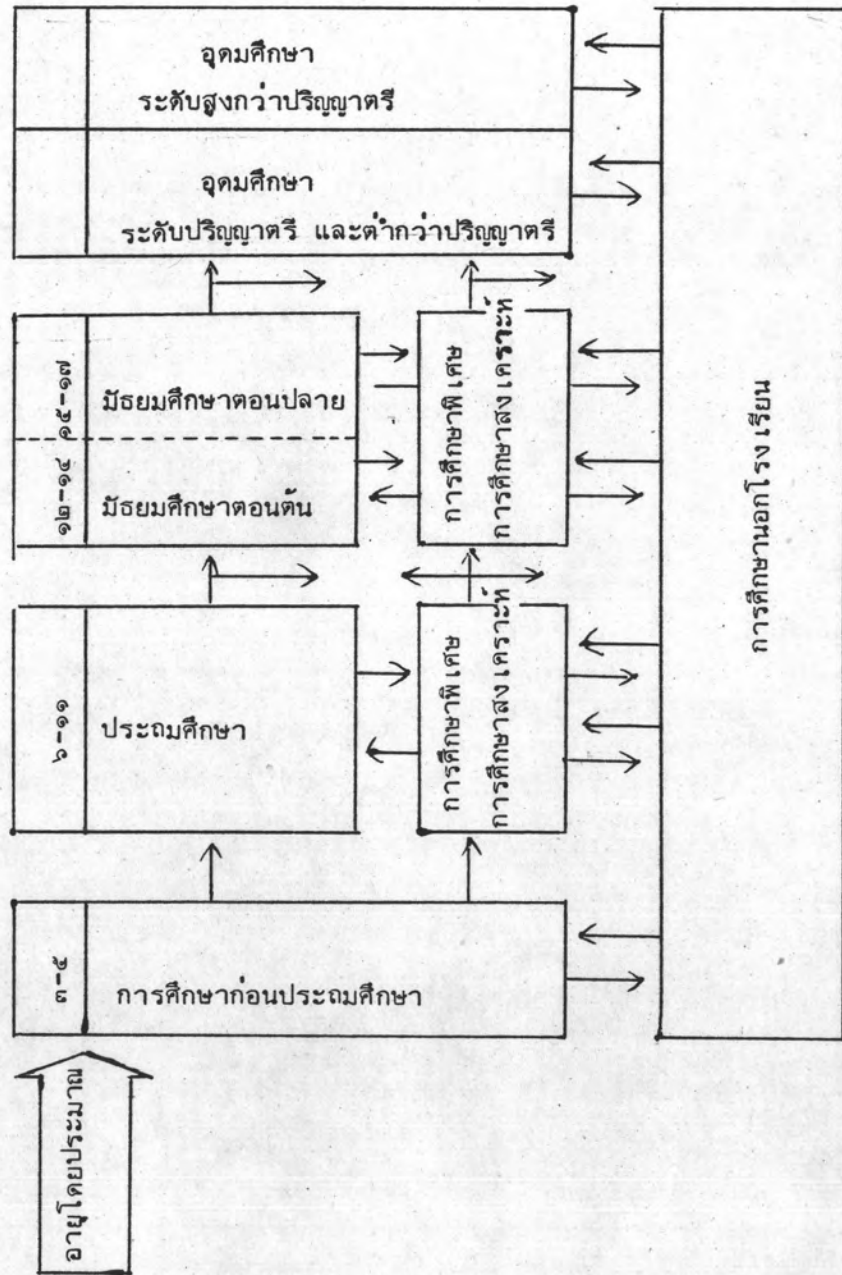 อุดมศึกษา
ระดับสูงกว่าปริญญาตรี
อุดมศึกษา
ระดับปริญญาตรี และต่ำกว่าปริญญาตรี
๑๕-๑๗
มัธยมศึกษาตอนปลาย
๑๒-๑๔
มัธยมศึกษาตอนต้น
การศึกษาพิเศษ
การศึกษาสงเคราะห์
การศึกษานอกโรงเรียน
๖-๑๑
ประถมศึกษา
การศึกษาพิเศษ
การศึกษาสงเคราะห์
๓-๕
การศึกษาก่อนประถมศึกษา
อายุโดยประมาณ